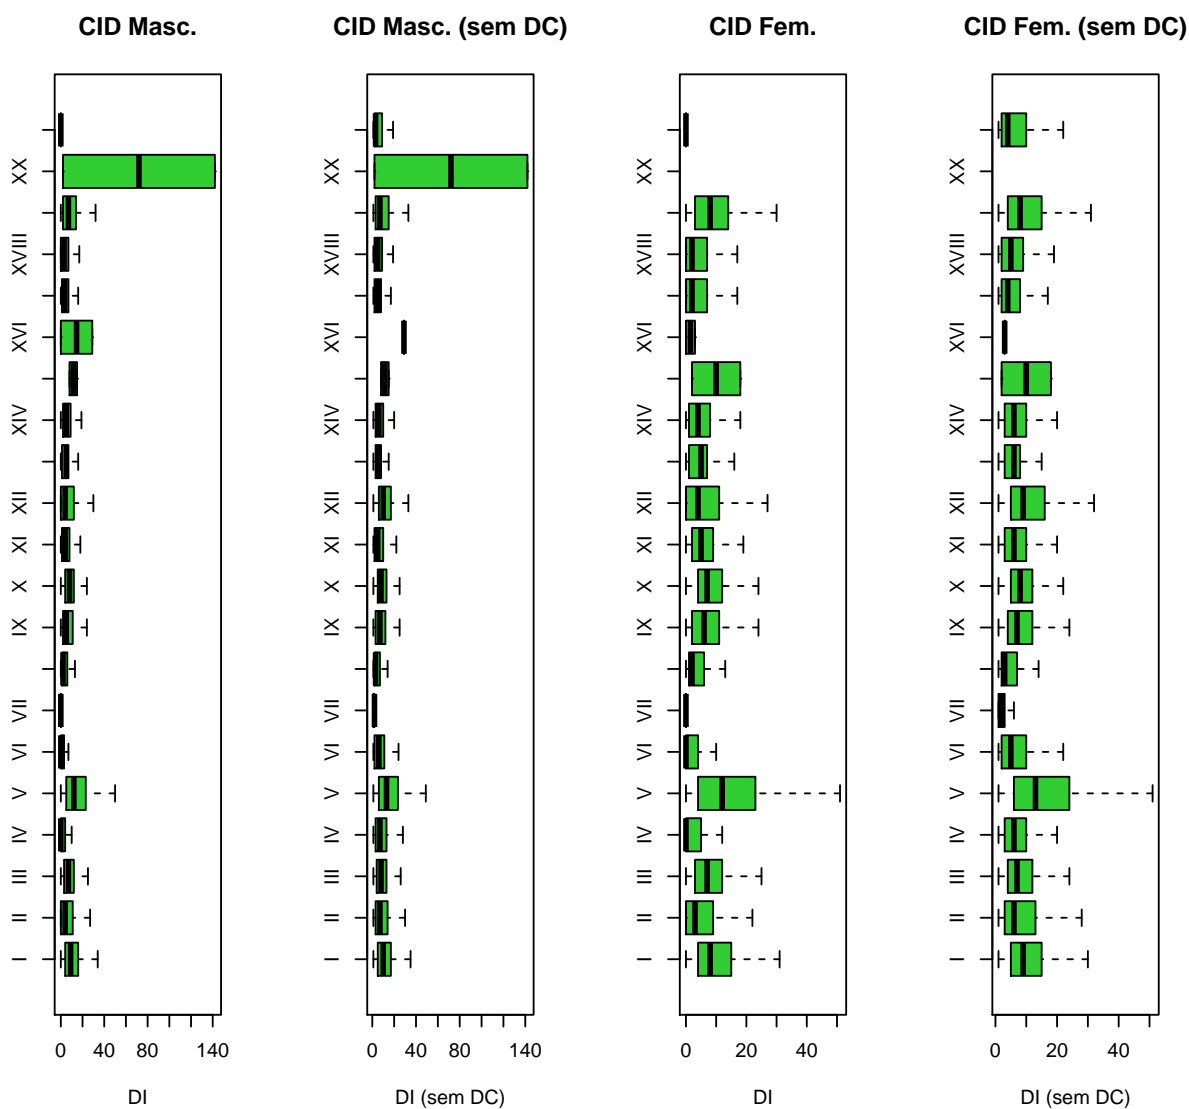 CID Masc.
XX
XVIII
XVI
XIV
XII
XI
X
IX
VII
VI
V
IV
III
II
I
0 40 80 140
DI
CID Masc. (sem DC)
XX
XVIII
XVI
XIV
XII
XI
X
IX
VII
VI
V
IV
III
II
I
0 40 80 140
DI (sem DC)
CID Fem.
XX
XVIII
XVI
XIV
XII
XI
X
IX
VII
VI
V
IV
III
II
I
0 20 40
DI
CID Fem. (sem DC)
XX
XVIII
XVI
XIV
XII
XI
X
IX
VII
VI
V
IV
III
II
I
0 20 40
DI (sem DC)